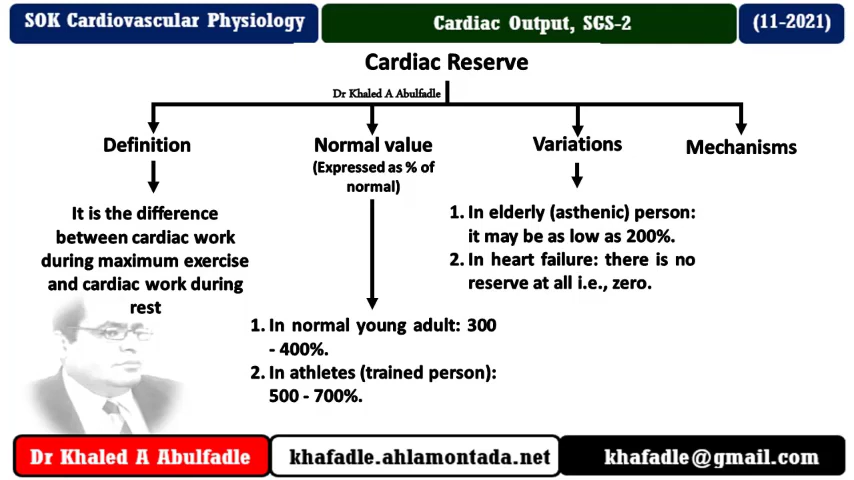 SOK Cardiovascular Physiology
Cardiac Output, SGS-2
(11-2021)
Cardiac Reserve
Dr Khaled A Abulfadle
Definition
It is the difference
between cardiac work
during maximum exercise
and cardiac work during
rest
Normal value
(Expressed as % of
normal)
1. In normal young adult: 300
- 400%.
2. In athletes (trained person):
500 - 700%.
Variations
1. In elderly (asthenic) person:
it may be as low as 200%.
2. In heart failure: there is no
reserve at all i.e., zero.
Mechanisms
Dr Khaled A Abulfadle
khafadle.ahlamontada.net
khafadle@gmail.com